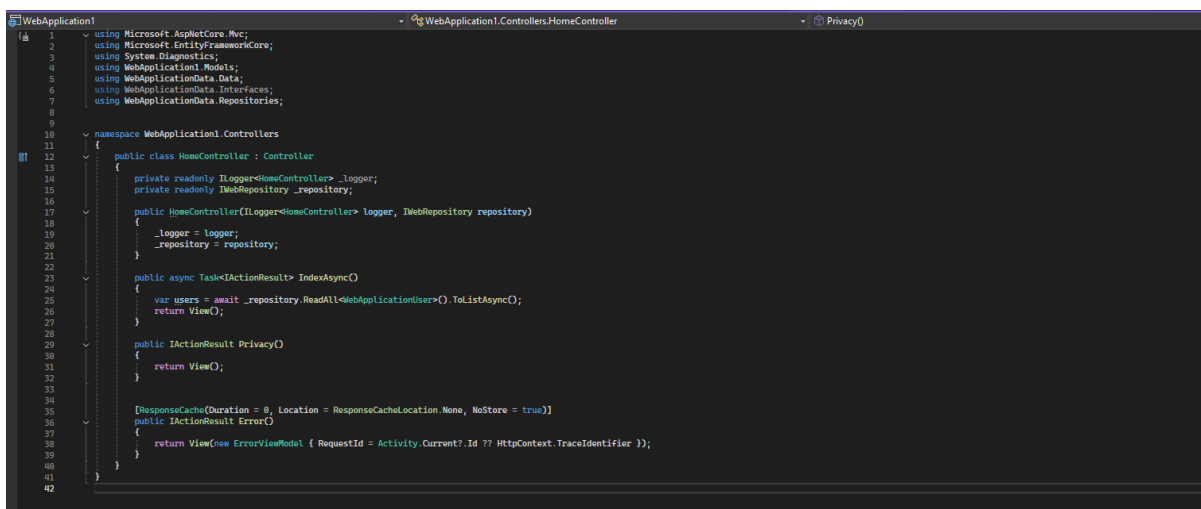 WebApplication1 WebApplication1.Controllers.HomeController Privacy()
1 using Microsoft.AspNetCore.Mvc;
2 using Microsoft.EntityFrameworkCore;
3 using System.Diagnostics;
4 using WebApplication1.Models;
5 using WebApplicationData.Data;
6 using WebApplicationData.Interfaces;
7 using WebApplicationData.Repositories;
8
9
10 namespace WebApplication1.Controllers
11 {
12 public class HomeController : Controller
13 {
14 private readonly ILogger<HomeController> _logger;
15 private readonly IWebRepository _repository;
16
17 public HomeController(ILogger<HomeController> logger, IWebRepository repository)
18 {
19 _logger = logger;
20 _repository = repository;
21 }
22
23 public async Task<IActionResult> IndexAsync()
24 {
25 var users = await _repository.ReadAll<WebApplicationUser>().ToListAsync();
26 return View();
27 }
28
29 public IActionResult Privacy()
30 {
31 return View();
32 }
33
34
35 [ResponseCache(Duration = 0, Location = ResponseCacheLocation.None, NoStore = true)]
36 public IActionResult Error()
37 {
38 return View(new ErrorViewModel { RequestId = Activity.Current?.Id ?? HttpContext.TraceIdentifier });
39 }
40 }
41 }
42